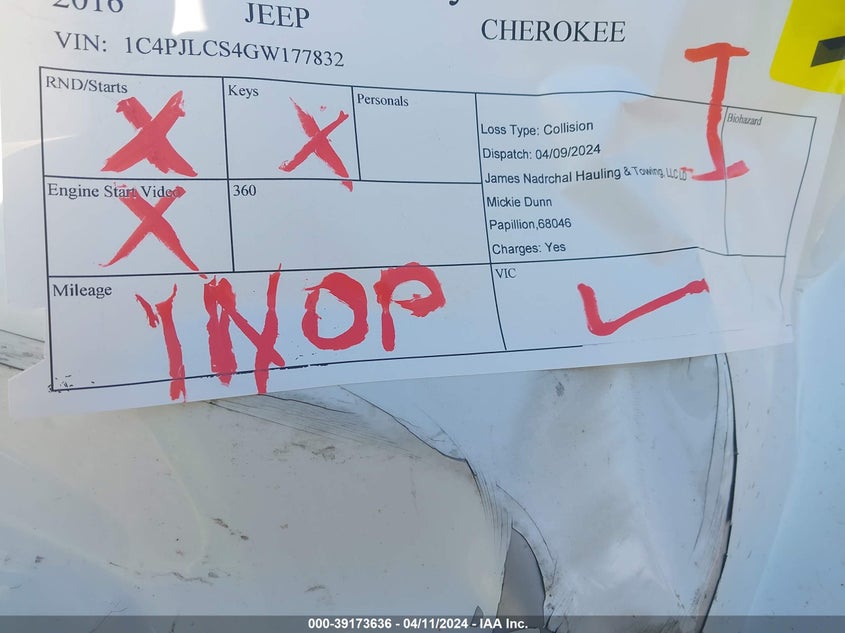 2016 JEEP CHEROKEE
VIN: 1C4PJLCS4GW177832
RND/Starts
X
Keys
X
Personals
Loss Type: Collision
Dispatch: 04/09/2024
James Nadrchal Hauling & Towing, LLC LD
Mickie Dunn
Papillion,68046
Charges: Yes
Biohazard
I
Engine Start Video
X
360
Mileage
INOP
VIC
✓
000-39173636 - 04/11/2024 - IAA Inc.